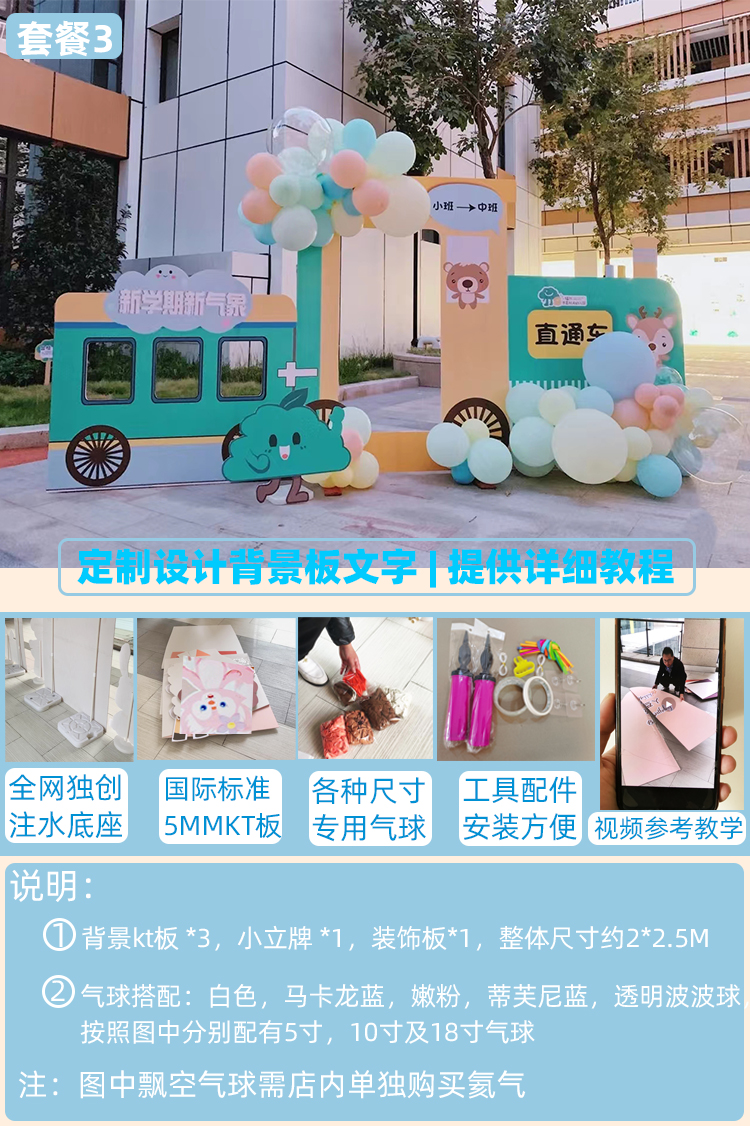 套餐3
小班→中班
新学期新气象
直通车
定制设计背景板文字 | 提供详细教程
全网独创
注水底座
国际标准
5MMKT板
各种尺寸
专用气球
工具配件
安装方便
视频参考教学
说明：
①背景kt板 *3，小立牌 *1，装饰板*1，整体尺寸约2*2.5M
②气球搭配：白色，马卡龙蓝，嫩粉，蒂芙尼蓝，透明波波球，
按照图中分别配有5寸，10寸及18寸气球
注：图中飘空气球需店内单独购买氦气